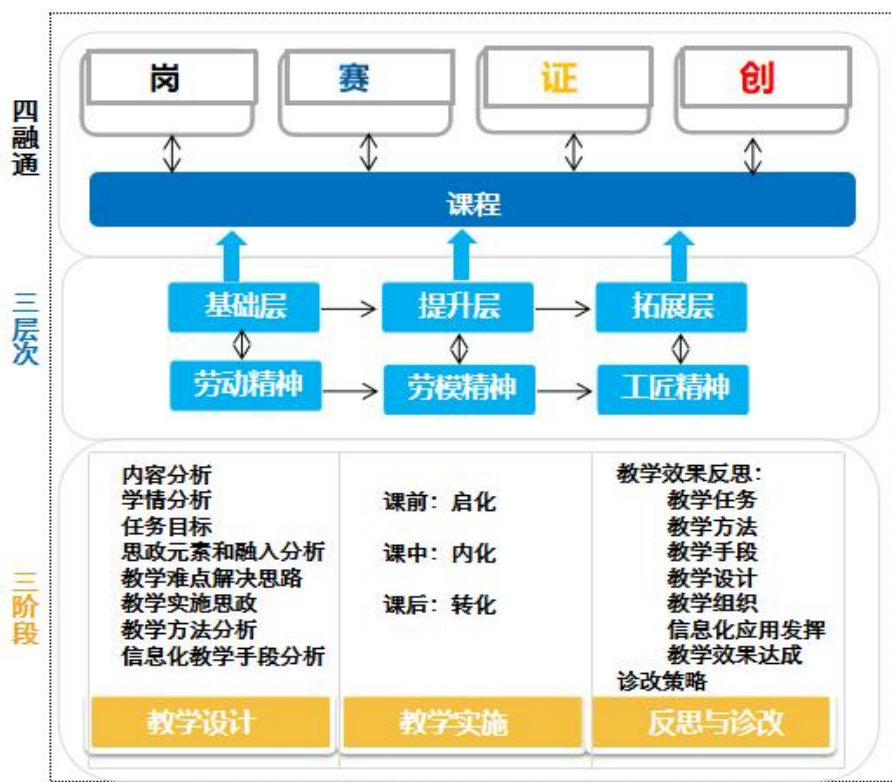 四融通
岗
赛
证
创
课程
三层次
基础层
提升层
拓展层
劳动精神
劳模精神
工匠精神
三阶段
内容分析
学情分析
任务目标
思政元素和融入分析
教学难点解决思路
教学实施思政
教学方法分析
信息化教学手段分析
教学设计
课前：启化
课中：内化
课后：转化
教学实施
教学效果反思：
教学任务
教学方法
教学手段
教学设计
教学组织
信息化应用发挥
教学效果达成
诊改策略
反思与诊改